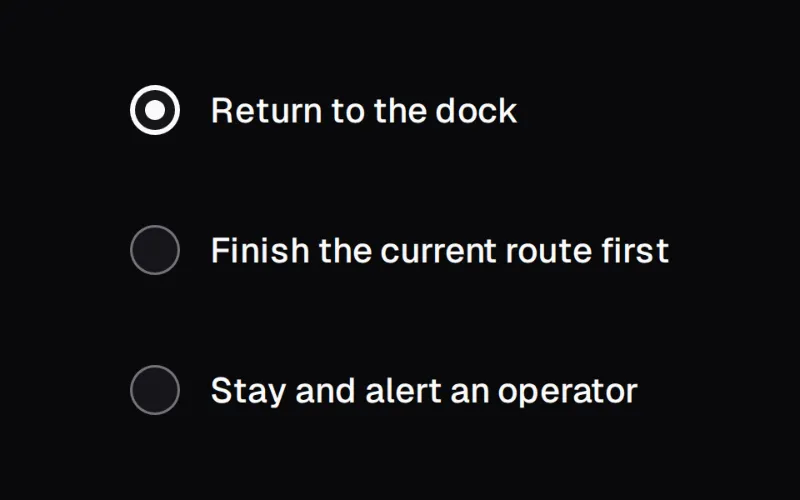 Return to the dock
Finish the current route first
Stay and alert an operator